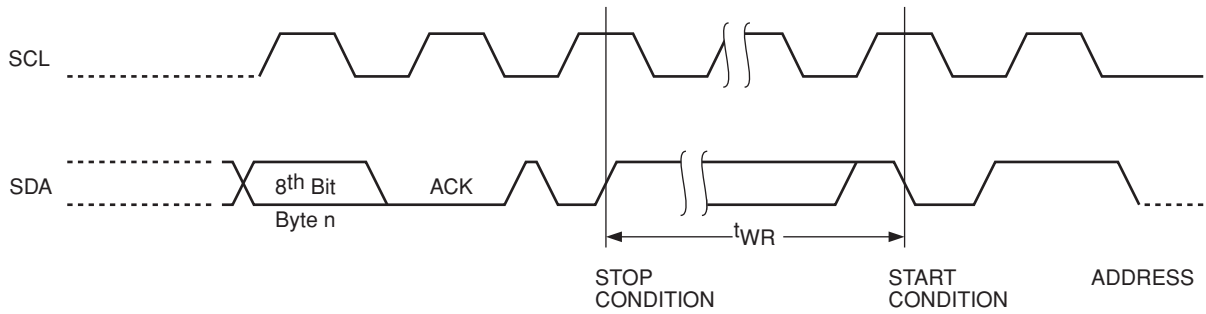 SCL
SDA
8th Bit
ACK
Byte n
tWR
STOP
CONDITION
START
CONDITION
ADDRESS